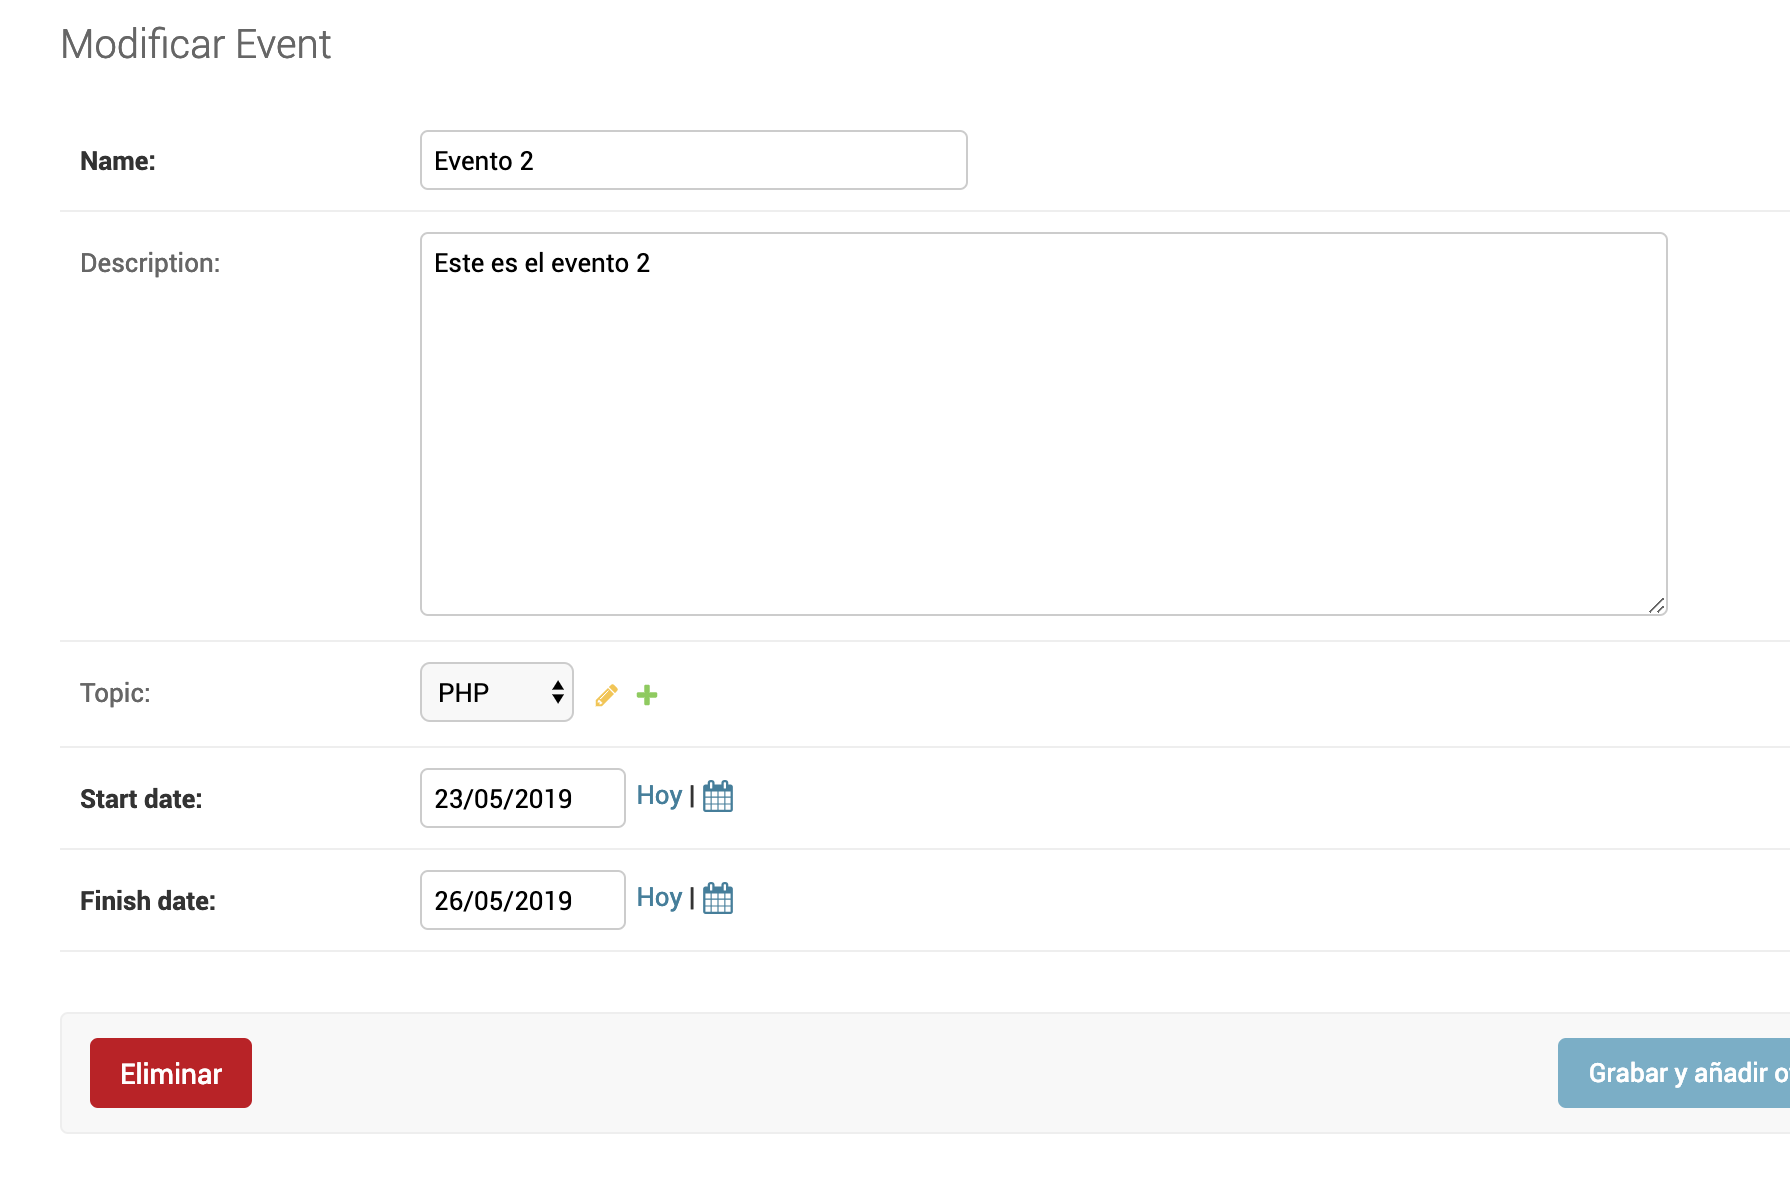 Modificar Event
Name:
Evento 2
Description:
Este es el evento 2
Topic:
PHP
Start date:
23/05/2019
Hoy |
Finish date:
26/05/2019
Hoy |
Eliminar
Grabar y añadir